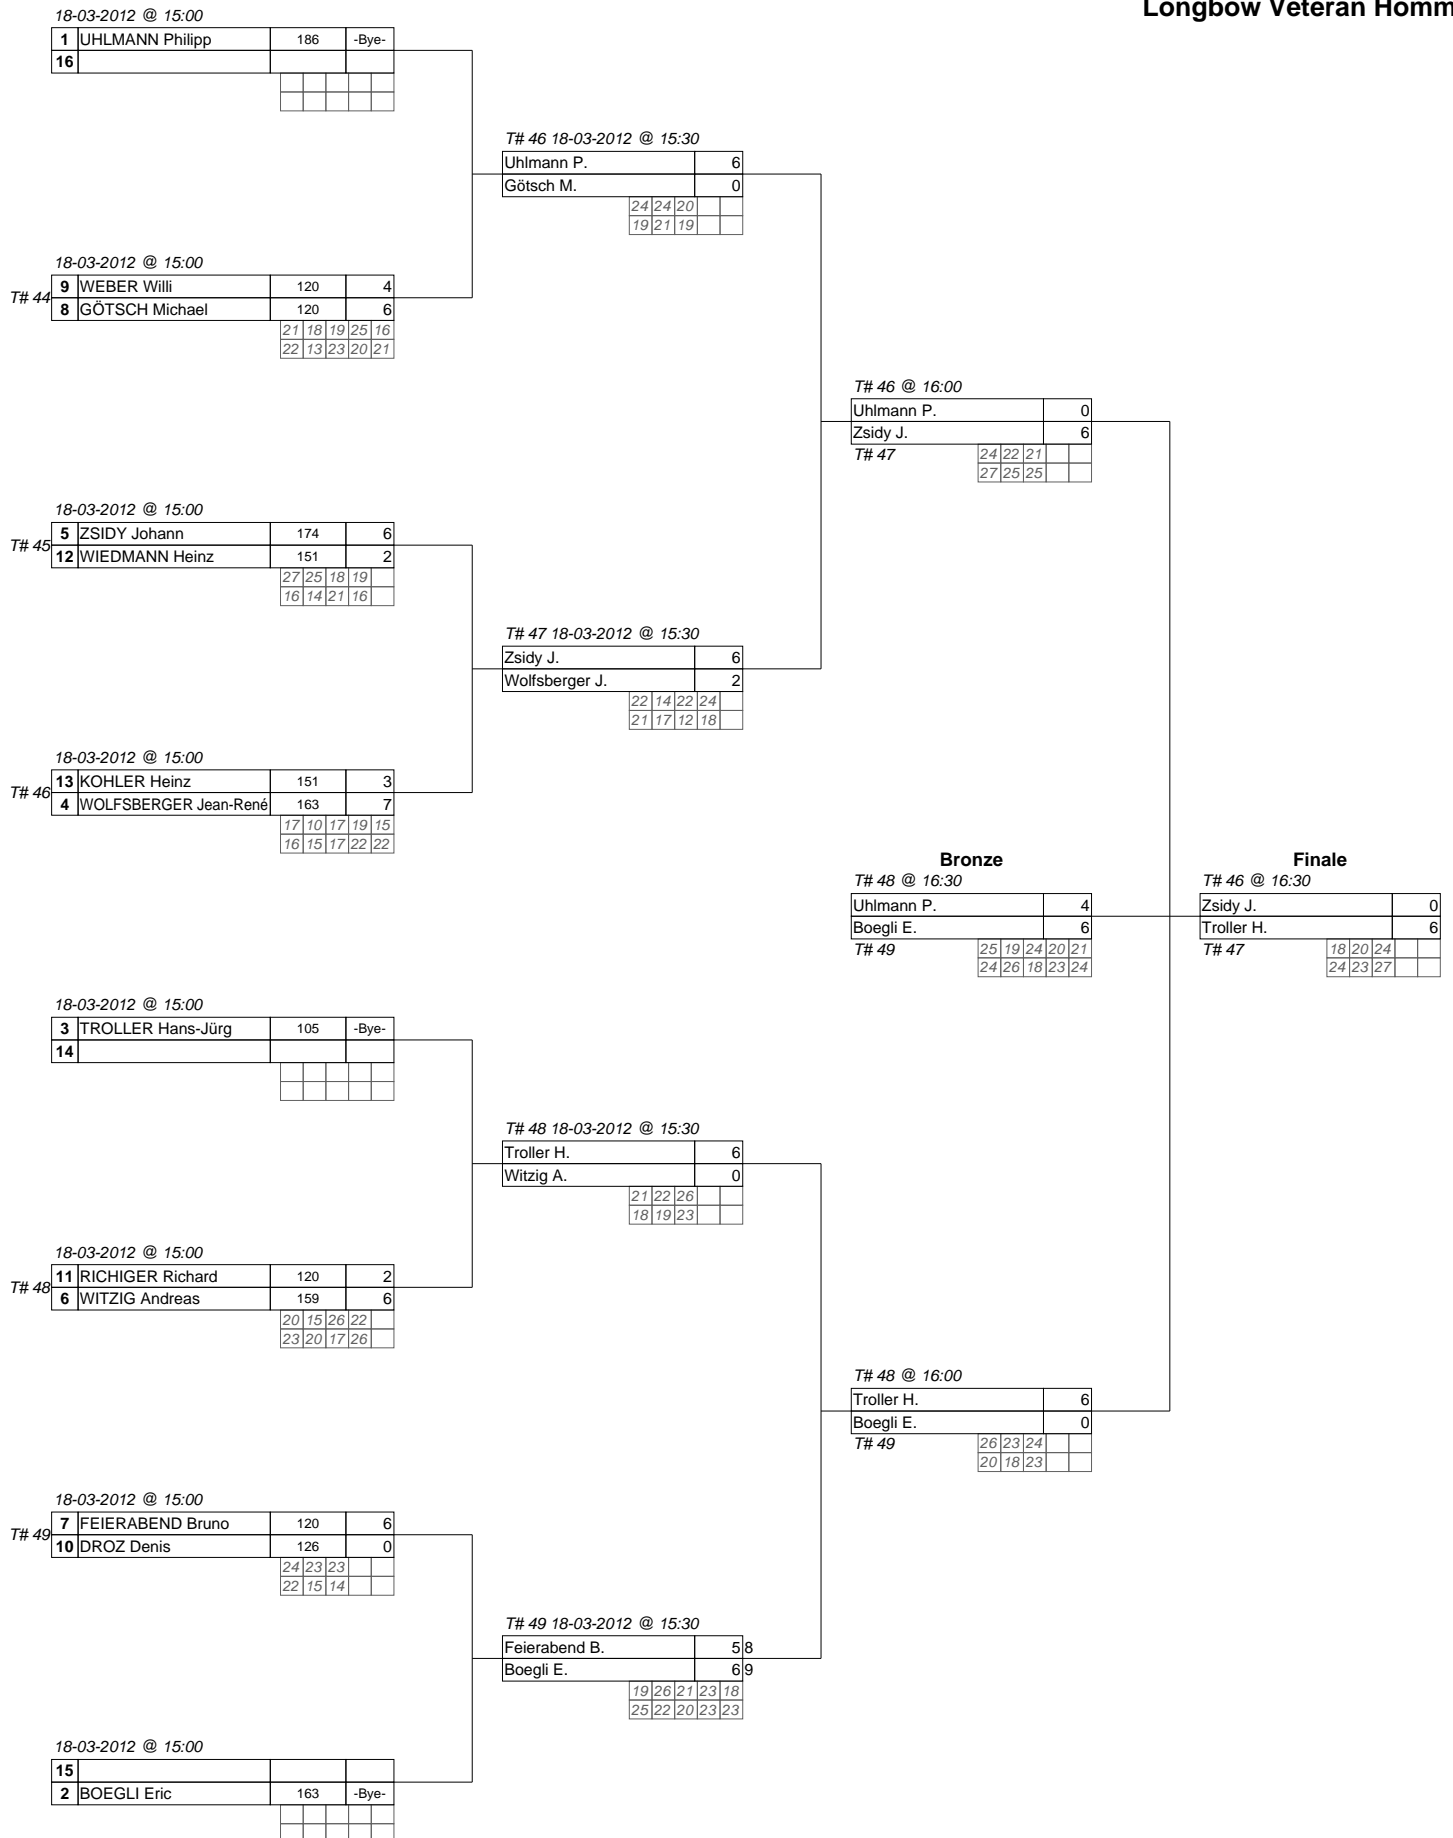 Longbow Veteran Homm
18-03-2012 @ 15:00
1 UHLMANN Philipp 186 -Bye-
16
T# 46 18-03-2012 @ 15:30
Uhlmann P. 6
Götsch M. 0
24 24 20
19 21 19
18-03-2012 @ 15:00
T# 44
9 WEBER Willi 120 4
8 GÖTSCH Michael 120 6
21 18 19 25 16
22 13 23 20 21
T# 46 @ 16:00
Uhlmann P. 0
Zsidy J. 6
T# 47
24 22 21
27 25 25
18-03-2012 @ 15:00
T# 45
5 ZSIDY Johann 174 6
12 WIEDMANN Heinz 151 2
27 25 18 19
16 14 21 16
T# 47 18-03-2012 @ 15:30
Zsidy J. 6
Wolfsberger J. 2
22 14 22 24
21 17 12 18
18-03-2012 @ 15:00
T# 46
13 KOHLER Heinz 151 3
4 WOLFSBERGER Jean-René 163 7
17 10 17 19 15
16 15 17 22 22
Bronze
T# 48 @ 16:30
Uhlmann P. 4
Boegli E. 6
T# 49
25 19 24 20 21
24 26 18 23 24
Finale
T# 46 @ 16:30
Zsidy J. 0
Troller H. 6
T# 47
18 20 24
24 23 27
18-03-2012 @ 15:00
3 TROLLER Hans-Jürg 105 -Bye-
14
T# 48 18-03-2012 @ 15:30
Troller H. 6
Witzig A. 0
21 22 26
18 19 23
18-03-2012 @ 15:00
T# 48
11 RICHIGER Richard 120 2
6 WITZIG Andreas 159 6
20 15 26 22
23 20 17 26
T# 48 @ 16:00
Troller H. 6
Boegli E. 0
T# 49
26 23 24
20 18 23
18-03-2012 @ 15:00
T# 49
7 FEIERABEND Bruno 120 6
10 DROZ Denis 126 0
24 23 23
22 15 14
T# 49 18-03-2012 @ 15:30
Feierabend B. 5 8
Boegli E. 6 9
19 26 21 23 18
25 22 20 23 23
18-03-2012 @ 15:00
15
2 BOEGLI Eric 163 -Bye-